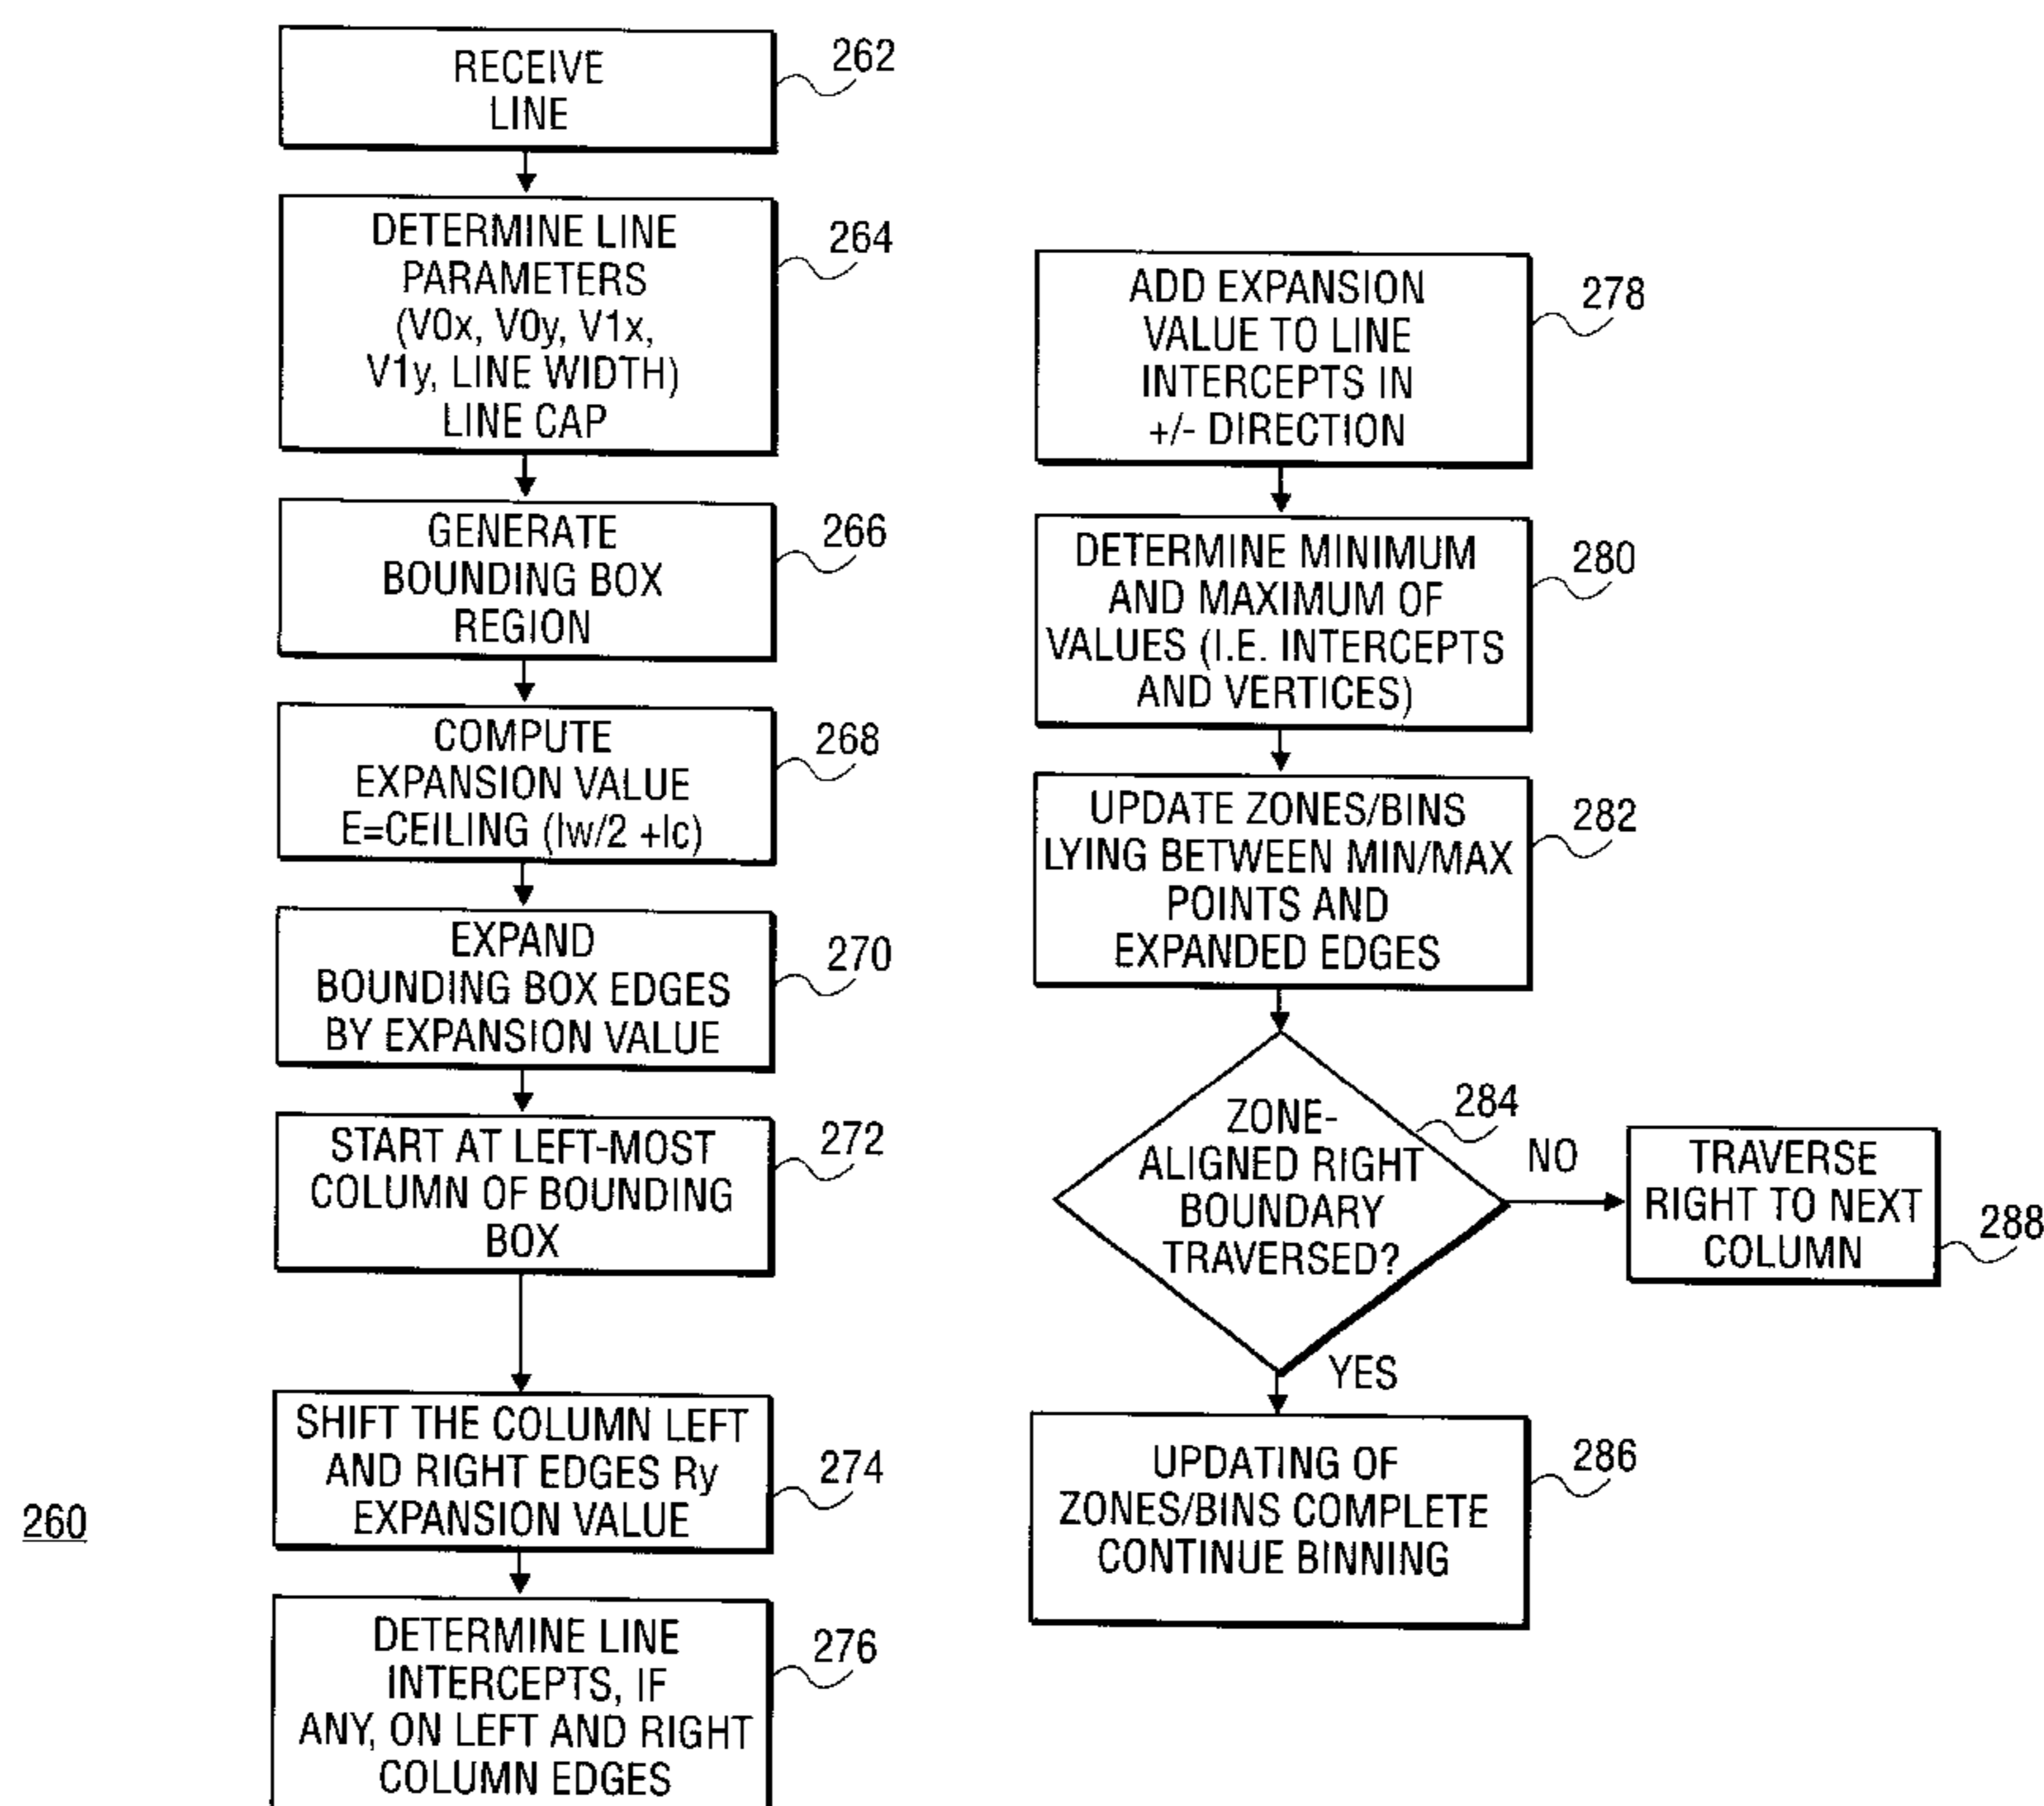 RECEIVE
LINE
262
DETERMINE LINE
PARAMETERS
(V0x, V0y, V1x,
V1y, LINE WIDTH)
LINE CAP
264
GENERATE
BOUNDING BOX
REGION
266
COMPUTE
EXPANSION VALUE
E=CEILING (lw/2 +lc)
268
EXPAND
BOUNDING BOX EDGES
BY EXPANSION VALUE
270
START AT LEFT-MOST
COLUMN OF BOUNDING
BOX
272
SHIFT THE COLUMN LEFT
AND RIGHT EDGES Ry
EXPANSION VALUE
274
260
DETERMINE LINE
INTERCEPTS, IF
ANY, ON LEFT AND RIGHT
COLUMN EDGES
276
ADD EXPANSION
VALUE TO LINE
INTERCEPTS IN
+/- DIRECTION
278
DETERMINE MINIMUM
AND MAXIMUM OF
VALUES (I.E. INTERCEPTS
AND VERTICES)
280
UPDATE ZONES/BINS
LYING BETWEEN MIN/MAX
POINTS AND
EXPANDED EDGES
282
ZONE-
ALIGNED RIGHT
BOUNDARY
TRAVERSED?
284
NO
TRAVERSE
RIGHT TO NEXT
COLUMN
288
YES
UPDATING OF
ZONES/BINS COMPLETE
CONTINUE BINNING
286